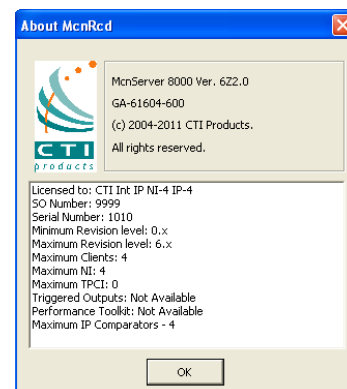 About McnRcd
McnServer 8000 Ver. 6Z2.0
GA-61604-600
(c) 2004-2011 CTI Products.
All rights reserved.
CTI
products
Licensed to: CTI Int IP NI-4 IP-4
SO Number: 9999
Serial Number: 1010
Minimum Revision level: 0.x
Maximum Revision level: 6.x
Maximum Clients: 4
Maximum NI: 4
Maximum TPCI: 0
Triggered Outputs: Not Available
Performance Toolkit: Not Available
Maximum IP Comparators - 4
OK